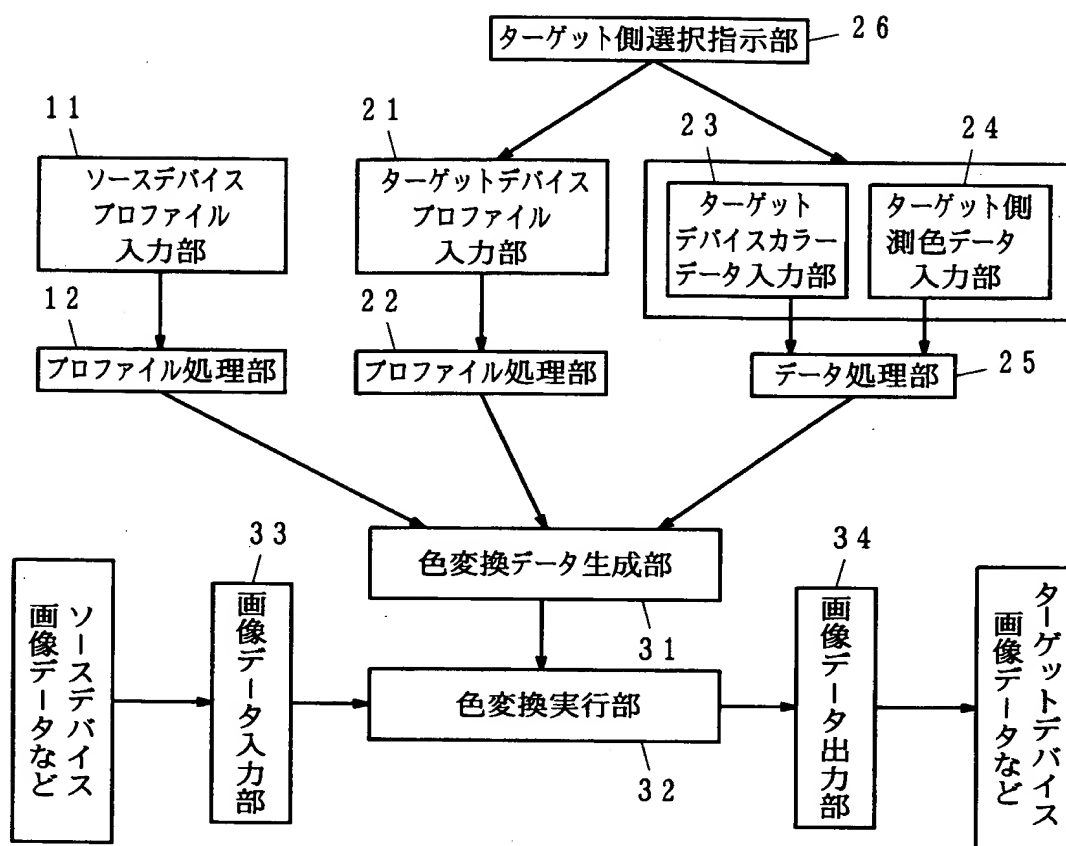 ターゲット側選択指示部
26
11
ソースデバイス
プロファイル
入力部
21
ターゲットデバイス
プロファイル
入力部
23
ターゲット
デバイスカラー
データ入力部
24
ターゲット側
測色データ
入力部
12
プロファイル処理部
22
プロファイル処理部
データ処理部
25
色変換データ生成部
31
ソースデバイス
画像データなど
33
画像データ入力部
色変換実行部
32
34
画像データ出力部
ターゲットデバイス
画像データなど